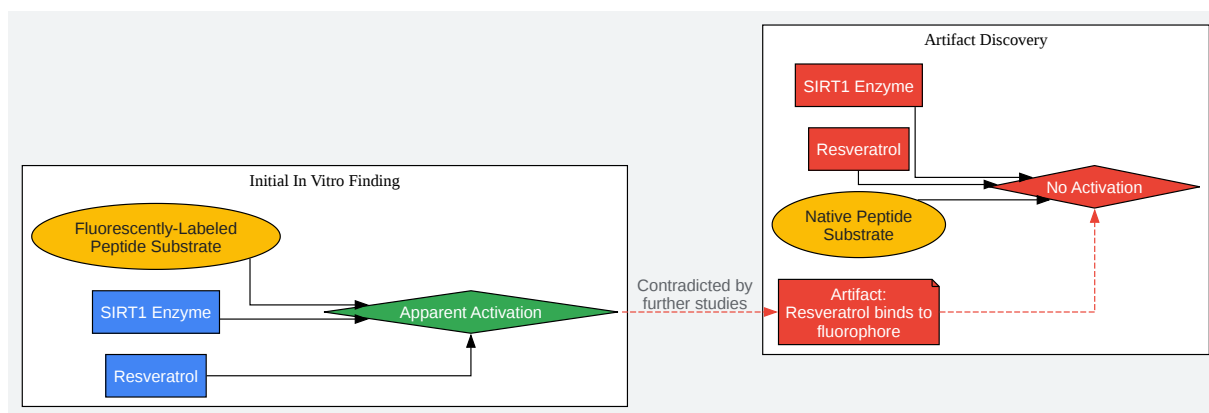 Initial In Vitro Finding
Fluorescently-Labeled
Peptide Substrate
SIRT1 Enzyme
Resveratrol
Apparent Activation
Contradicted by
further studies
Artifact Discovery
SIRT1 Enzyme
Resveratrol
Native Peptide
Substrate
No Activation
Artifact:
Resveratrol binds to
fluorophore